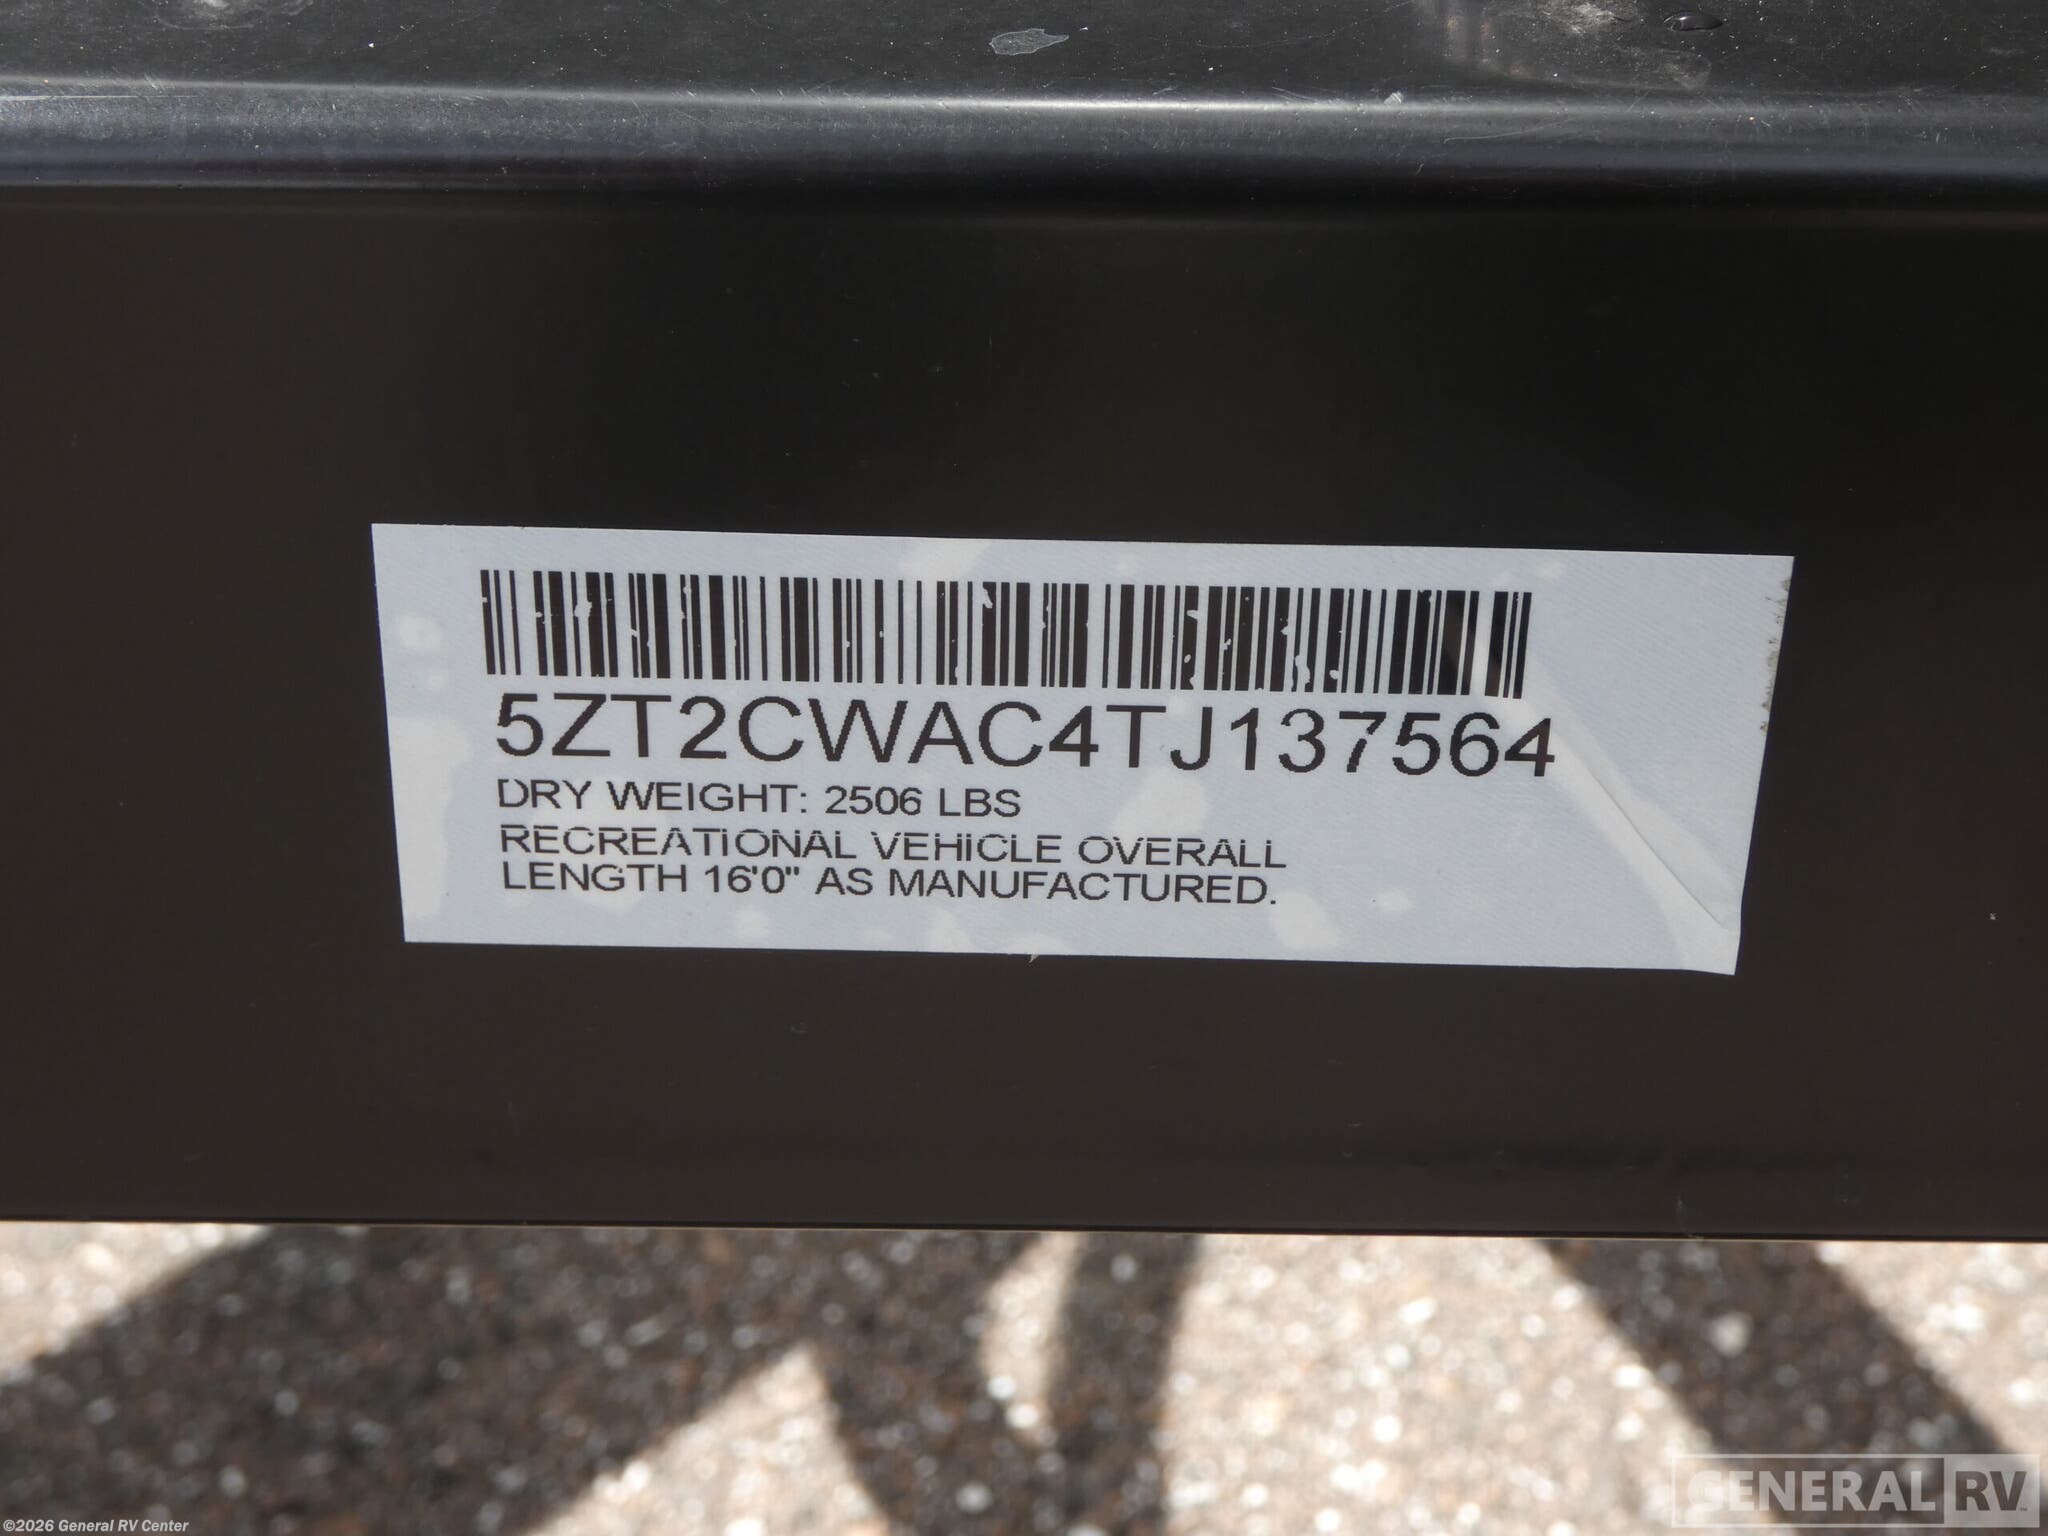 5ZT2CWAC4TJ137564
DRY WEIGHT: 2506 LBS
RECREATIONAL VEHICLE OVERALL
LENGTH 16'0" AS MANUFACTURED.
GENERAL RV
©2026 General RV Center